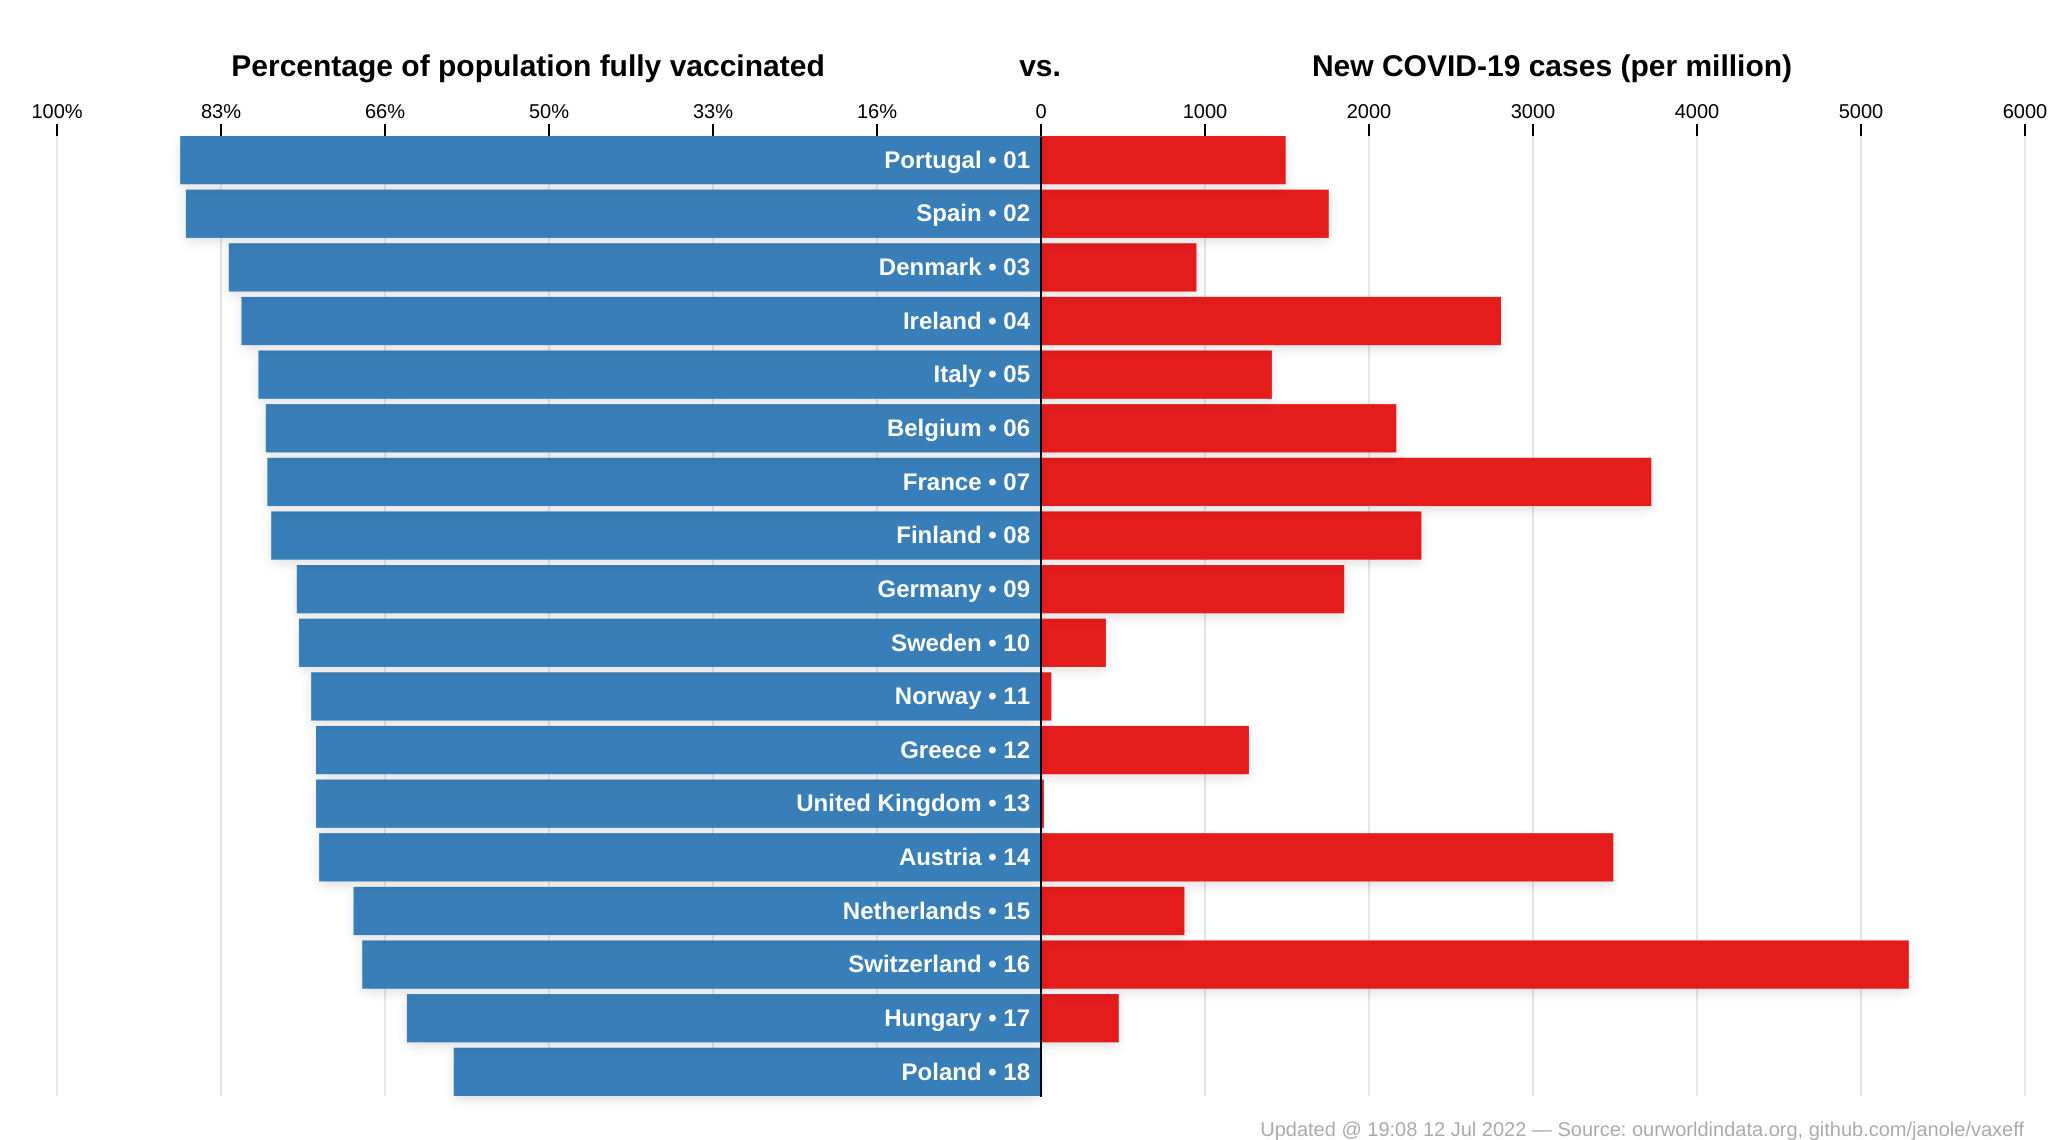 Percentage of population fully vaccinated vs. New COVID-19 cases (per million)
100% 83% 66% 50% 33% 16% 0 1000 2000 3000 4000 5000 6000
Portugal • 01
Spain • 02
Denmark • 03
Ireland • 04
Italy • 05
Belgium • 06
France • 07
Finland • 08
Germany • 09
Sweden • 10
Norway • 11
Greece • 12
United Kingdom • 13
Austria • 14
Netherlands • 15
Switzerland • 16
Hungary • 17
Poland • 18
Updated @ 19:08 12 Jul 2022 — Source: ourworldindata.org, github.com/janole/vaxeff